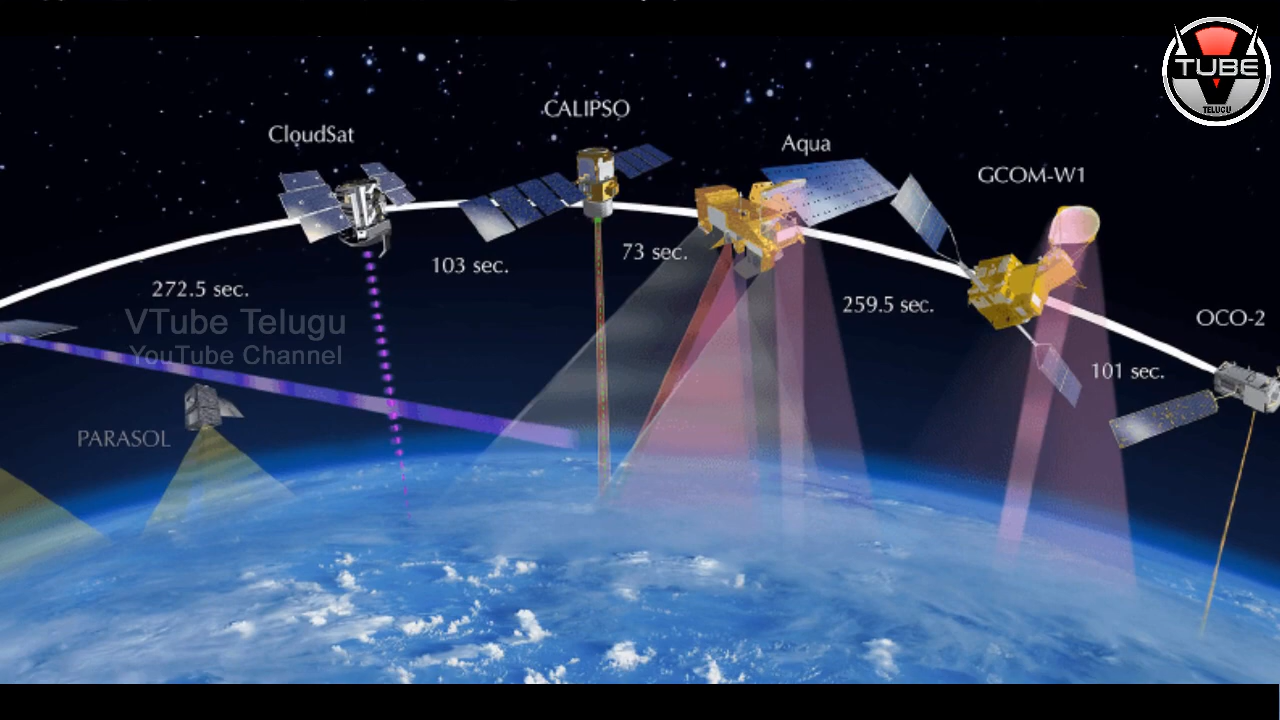 TUBE
TELUGU
CALIPSO
CloudSat
Aqua
GCOM-W1
73 sec.
103 sec.
272.5 sec.
259.5 sec.
VTube Telugu
YouTube Channel
OCO-2
101 sec.
PARASOL